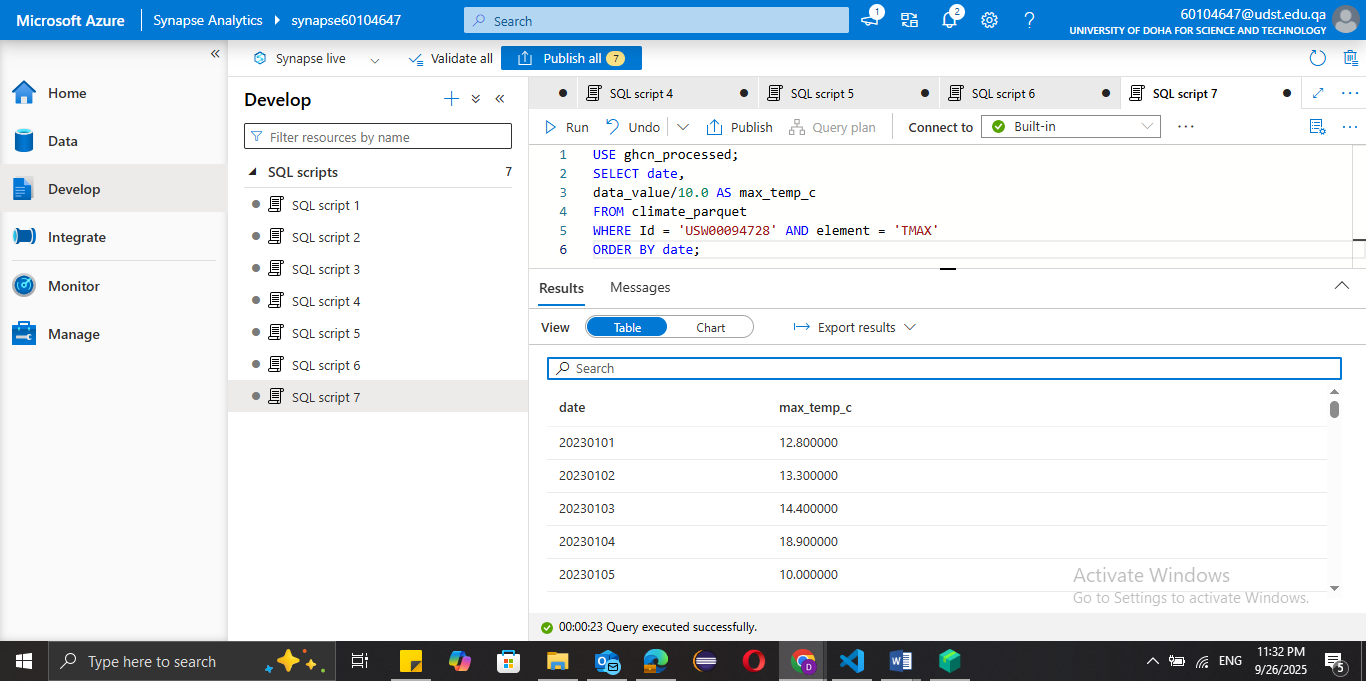 Microsoft Azure
Synapse Analytics
synapse60104647
Search
1
2
60104647@udst.edu.qa
UNIVERSITY OF DOHA FOR SCIENCE AND TECHNOLOGY
Home
Data
Develop
Integrate
Monitor
Manage
Synapse live
Validate all
Publish all 7
Develop
Filter resources by name
SQL scripts 7
SQL script 1
SQL script 2
SQL script 3
SQL script 4
SQL script 5
SQL script 6
SQL script 7
SQL script 4
SQL script 5
SQL script 6
SQL script 7
Run
Undo
Publish
Query plan
Connect to
Built-in
1 USE ghcn_processed;
2 SELECT date,
3 data_value/10.0 AS max_temp_c
4 FROM climate_parquet
5 WHERE Id = 'USW00094728' AND element = 'TMAX'
6 ORDER BY date;
Results
Messages
View
Table
Chart
Export results
Search
date max_temp_c
20230101 12.800000
20230102 13.300000
20230103 14.400000
20230104 18.900000
20230105 10.000000
Activate Windows
Go to Settings to activate Windows.
00:00:23 Query executed successfully.
Type here to search
D
ENG
11:32 PM
9/26/2025
5